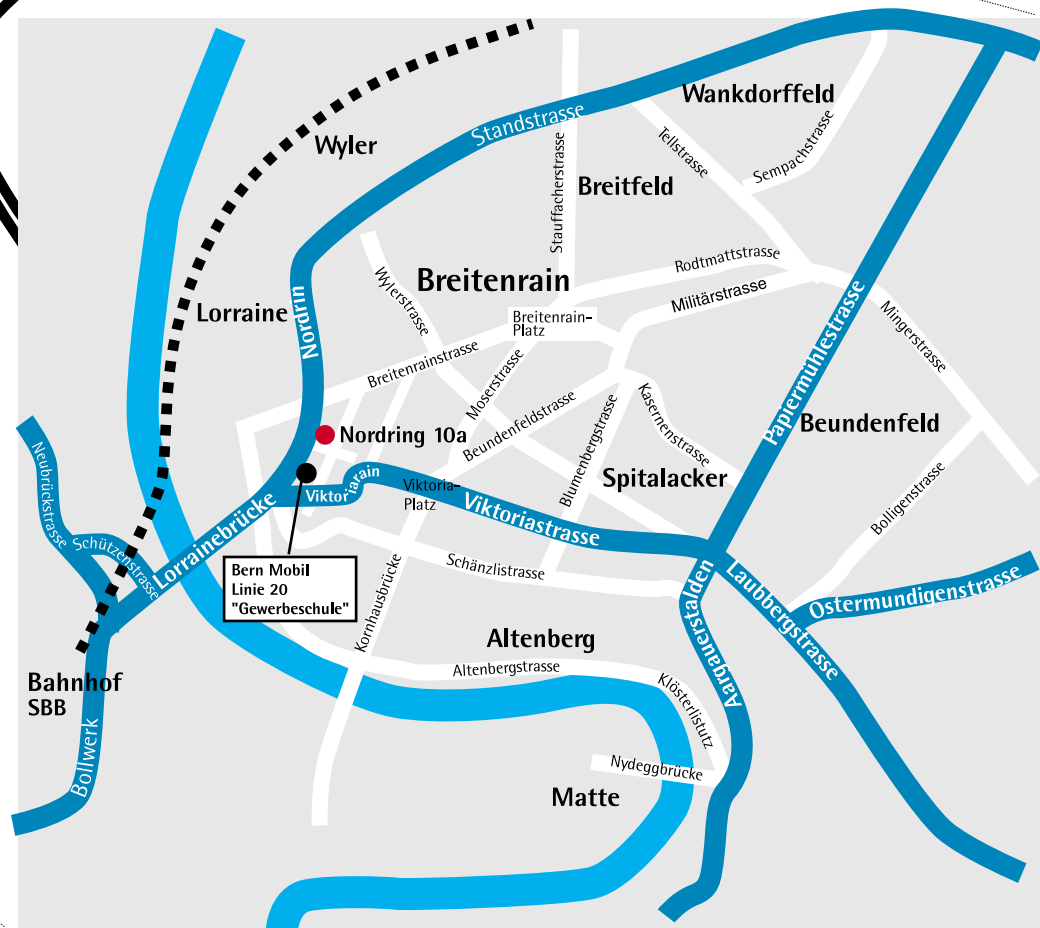 Wankdorffeld
Standstrasse
Wyler
Tellstrasse
Sempachstrasse
Stauffacherstrasse
Breitfeld
Rodtmattstrasse
Breitenrain
Wylerstrasse
Militärstrasse
Lorraine
Nordrin
Breitenrain-
Platz
Mingerstrasse
Papiermühlestrasse
Breitenrainstrasse
Moserstrasse
Beundenfeldstrasse
Kasernenstrasse
Beundenfeld
Nordring 10a
Blumenbergstrasse
Spitalacker
Neubrückstrasse
Viktoriarain
Viktoria-
Platz
Viktoriastrasse
Bolligenstrasse
Schützenstrasse
Lorrainebrücke
Bern Mobil
Linie 20
"Gewerbeschule"
Schänzlistrasse
Kornhausbrücke
Aargauerstalden
Laubbergstrasse
Ostermundigenstrasse
Altenberg
Altenbergstrasse
Bahnhof
SBB
Klösterlistutz
Bollwerk
Nydeggbrücke
Matte